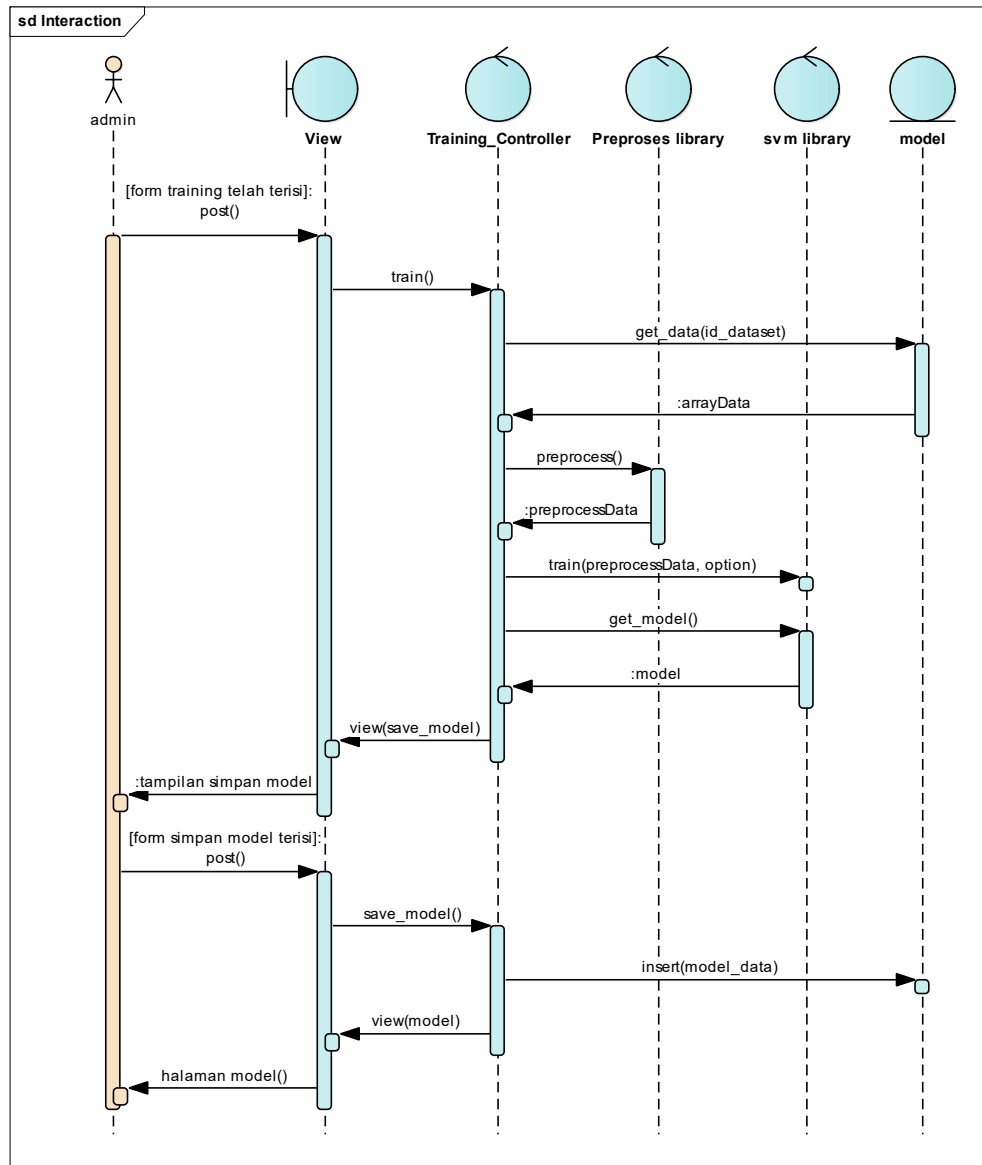 sd Interaction
admin
View
Training_Controller
Preproses library
svm library
model
[form training telah terisi]:
post()
train()
get_data(id_dataset)
:arrayData
preprocess()
:preprocessData
train(preprocessData, option)
get_model()
:model
view(save_model)
:tampilan simpan model
[form simpan model terisi]:
post()
save_model()
insert(model_data)
view(model)
halaman model()